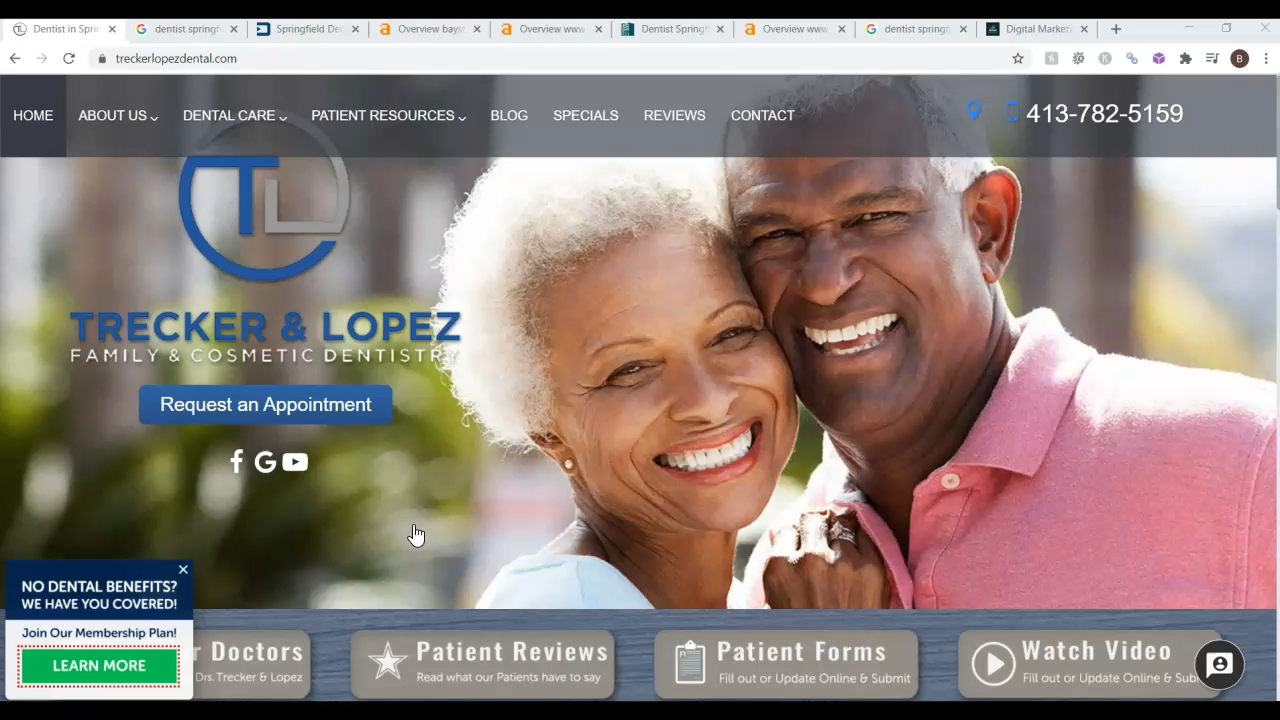 Dentist in Sprin
dentist springf
Springfield De
Overview bays
Overview www
Dentist Spring
Overview www
dentist springf
Digital Market
treckerlopezdental.com
B
HOME ABOUT US DENTAL CARE PATIENT RESOURCES BLOG SPECIALS REVIEWS CONTACT 413-782-5159
TL
TRECKER & LOPEZ
FAMILY & COSMETIC DENTISTRY
Request an Appointment
NO DENTAL BENEFITS?
WE HAVE YOU COVERED!
Join Our Membership Plan!
LEARN MORE
r Doctors
Drs. Trecker & Lopez
Patient Reviews
Read what our Patients have to say
Patient Forms
Fill out or Update Online & Submit
Watch Video
Fill out or Update Online & Sub